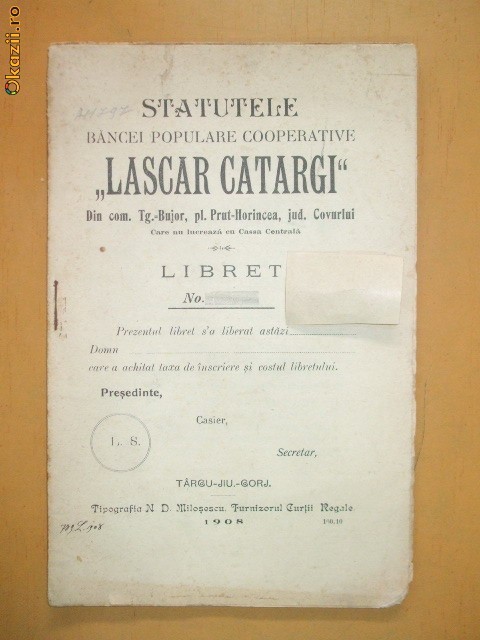 Okazii.ro
STATUTELE
BĂNCEI POPULARE COOPERATIVE
„LASCAR CATARGI“
Din com. Tg.-Bujor, pl. Prut-Horincea, jud. Covurlui
Care nu lucrează cu Cassa Centrală
LIBRET
No.
Prezentul libret s'a liberat astăzi
Domn
care a achitat taxa de înscriere și costul libretului.
Președinte,
Casier,
L. S.
Secretar,
TÂRGU-JIU.-GORJ.
Tipografia N. D. Miloșescu, Furnizorul Curții Regale
1908